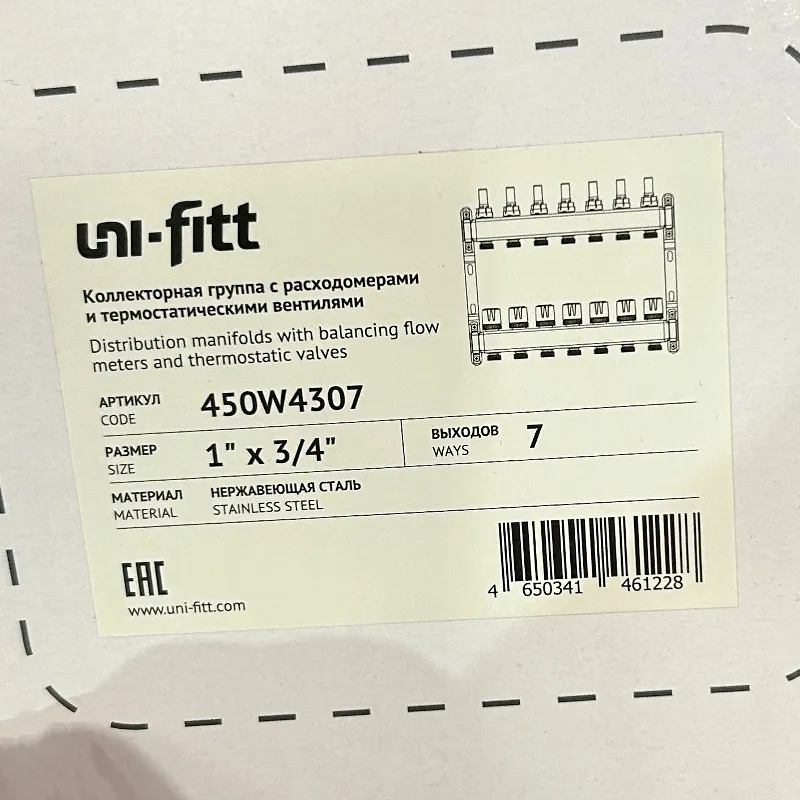 uni-fitt
Коллекторная группа с расходомерами
и термостатическими вентилями
Distribution manifolds with balancing flow
meters and thermostatic valves
АРТИКУЛ
CODE
450W4307
РАЗМЕР
SIZE
1" x 3/4"
ВЫХОДОВ
WAYS
7
МАТЕРИАЛ
MATERIAL
НЕРЖАВЕЮЩАЯ СТАЛЬ
STAINLESS STEEL
EAC
www.uni-fitt.com
4 650341 461228